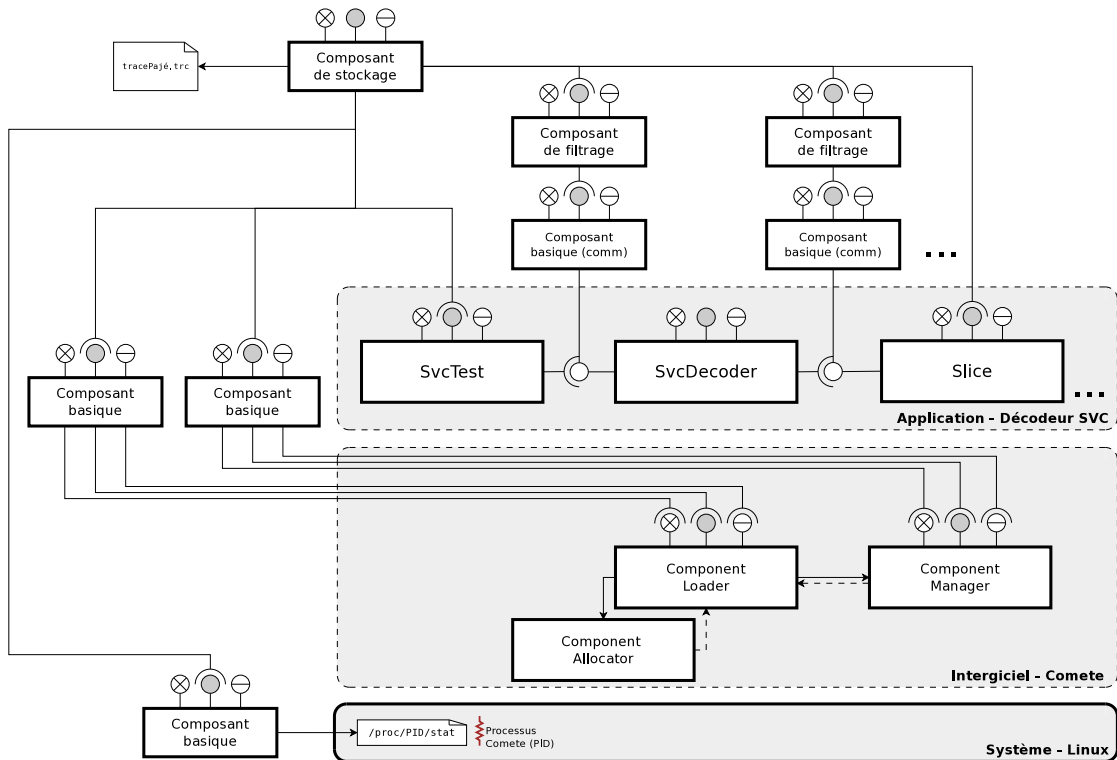 Composant
de stockage
tracePajé.trc
Composant
de filtrage
Composant
de filtrage
Composant
basique (comm)
Composant
basique (comm)
...
SvcTest
SvcDecoder
Slice
...
Application - Décodeur SVC
Composant
basique
Composant
basique
Component
Loader
Component
Manager
Component
Allocator
Intergiciel - Comete
Composant
basique
/proc/PID/stat
Processus
Comete (PID)
Système - Linux